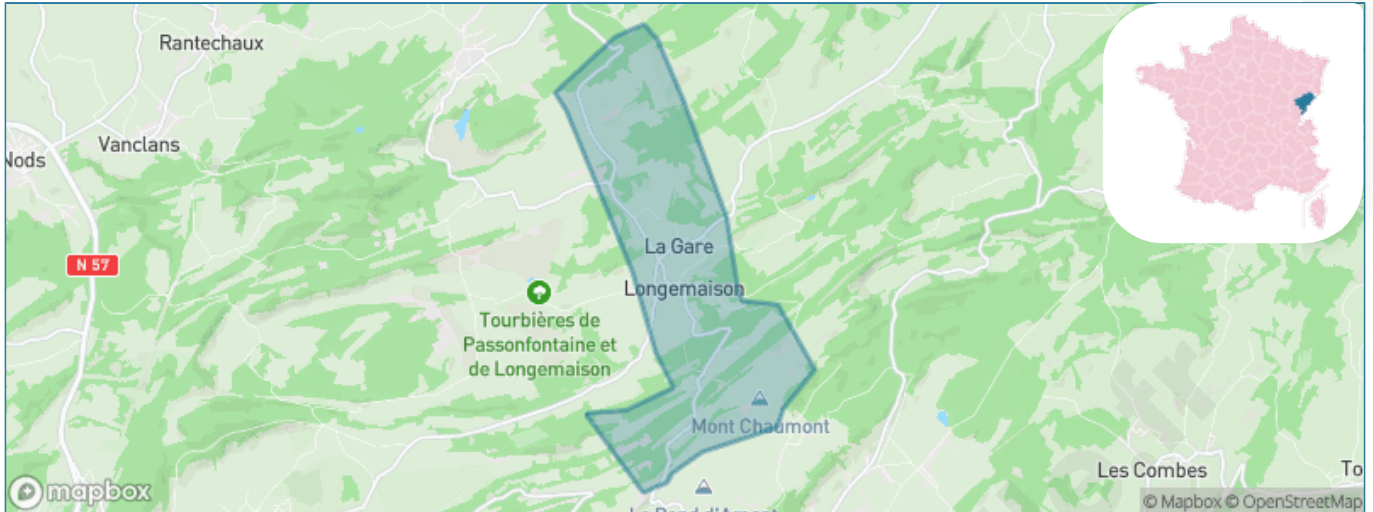 Rantechaux
Vanclans
Nods
La Gare
N 57
Longemaison
Tourbières de
Passonfontaine et
de Longemaison
Mont Chaumont
Les Combes
To
mapbox
© Mapbox © OpenStreetMap